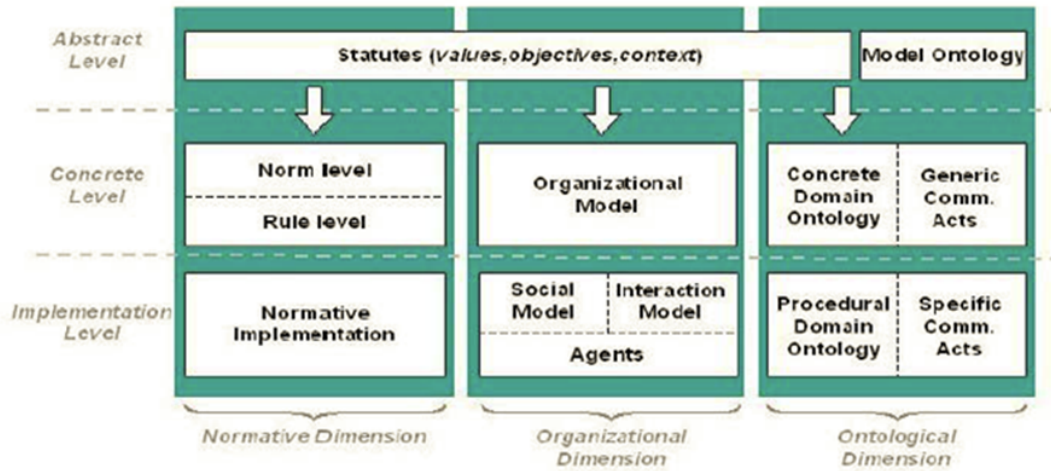 Abstract
Level
Statutes (values,objectives,context)
Model Ontology
Concrete
Level
Norm level
Rule level
Organizational
Model
Concrete
Domain
Ontology
Generic
Comm.
Acts
Implementation
Level
Normative
Implementation
Social
Model
Interaction
Model
Agents
Procedural
Domain
Ontology
Specific
Comm.
Acts
Normative Dimension
Organizational
Dimension
Ontological
Dimension